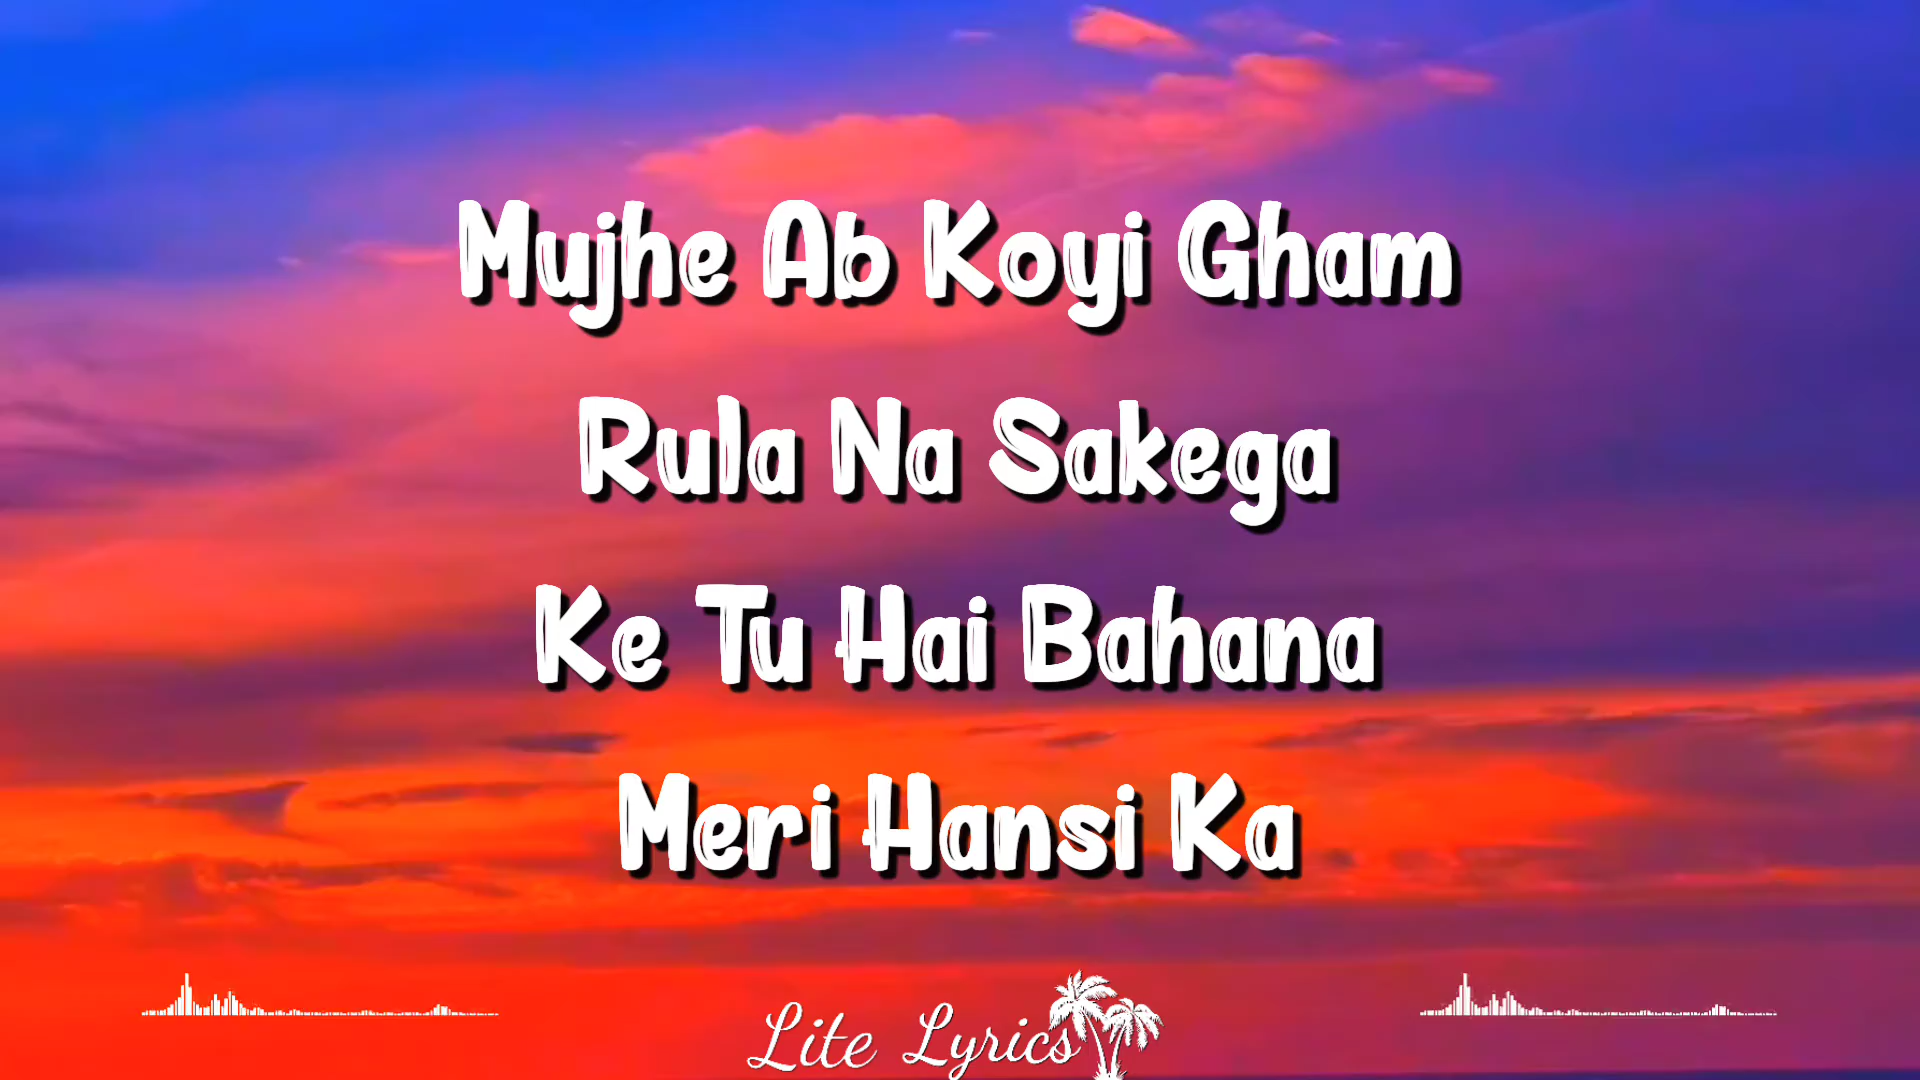 Mujhe Ab Koyi Gham
Rula Na Sakega
Ke Tu Hai Bahana
Meri Hansi Ka
Lite Lyrics